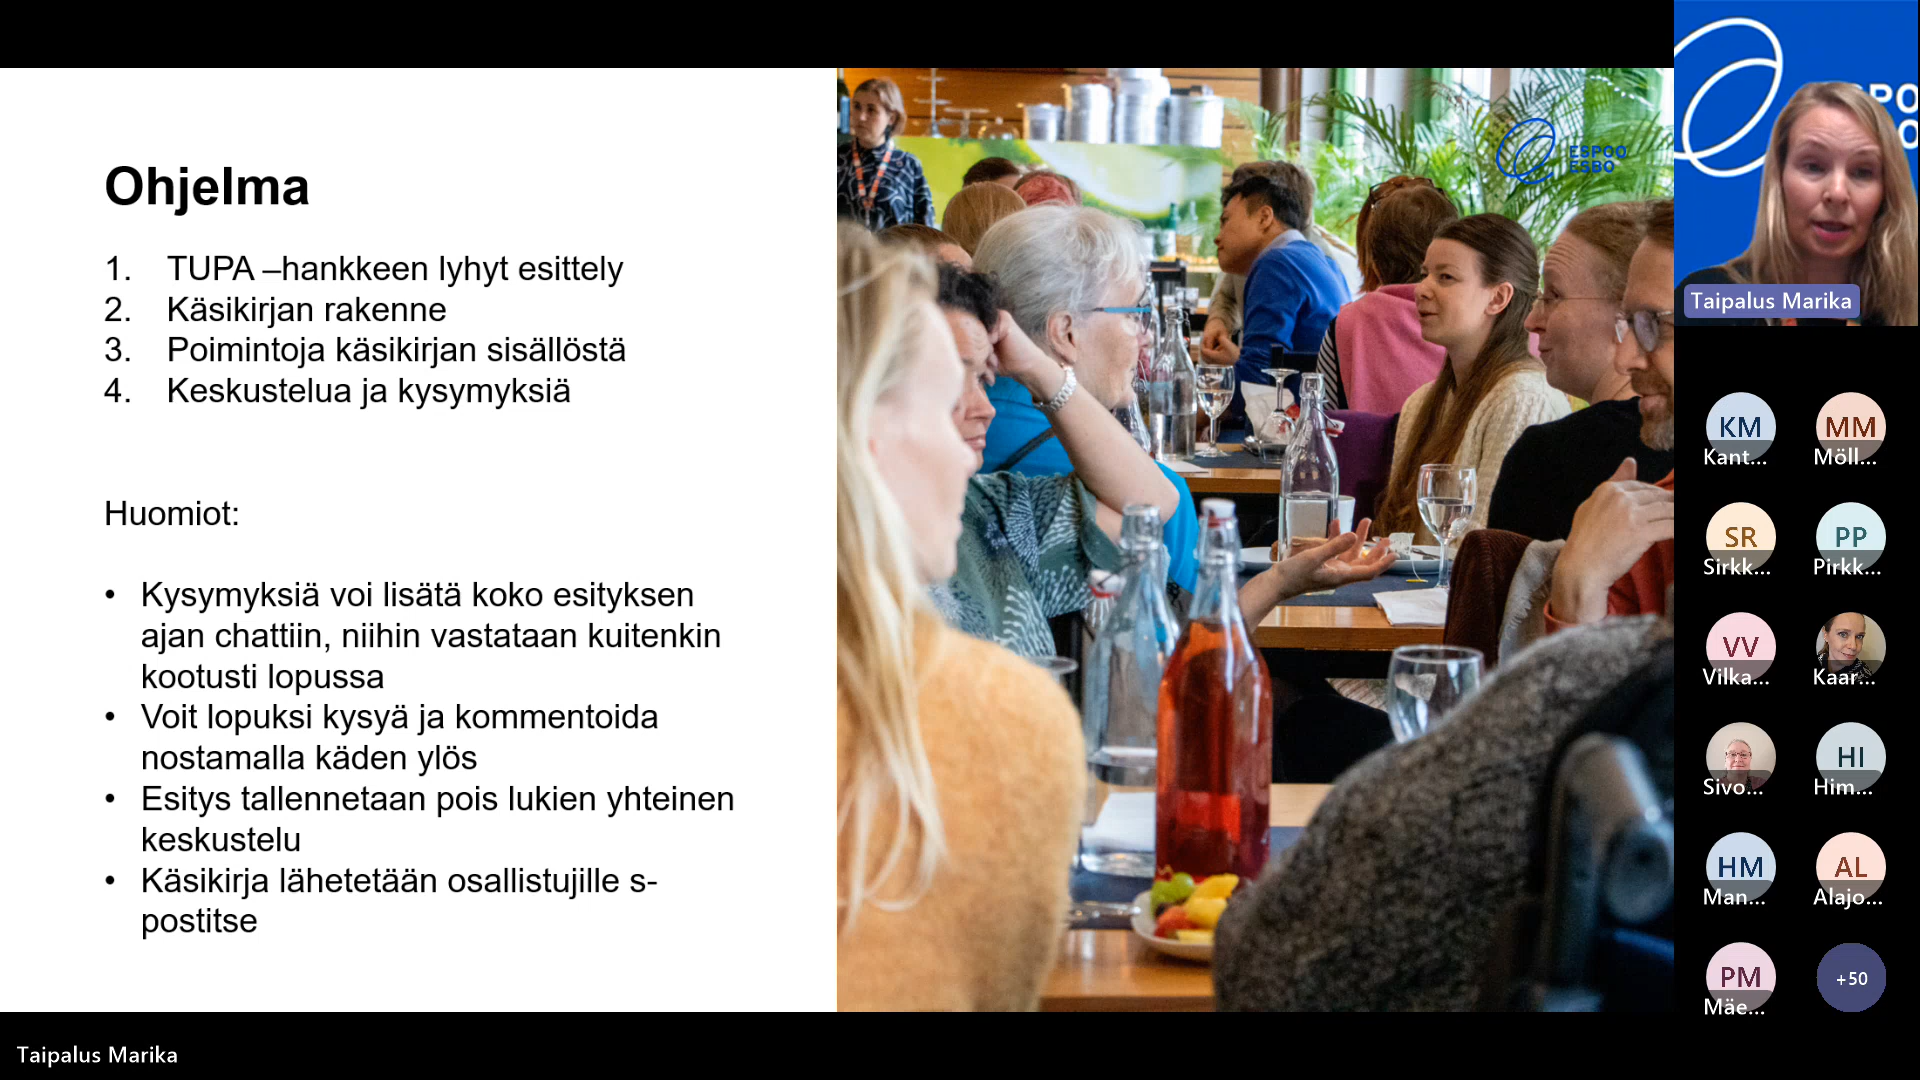 Ohjelma
1. TUPA –hankkeen lyhyt esittely
2. Käsikirjan rakenne
3. Poimintoja käsikirjan sisällöstä
4. Keskustelua ja kysymyksiä
Huomiot:
• Kysymyksiä voi lisätä koko esityksen
ajan chattiin, niihin vastataan kuitenkin
kootusti lopussa
• Voit lopuksi kysyä ja kommentoida
nostamalla käden ylös
• Esitys tallennetaan pois lukien yhteinen
keskustelu
• Käsikirja lähetetään osallistujille s-
postitse
ESPOO
ESBO
Taipalus Marika
KM
Kant...
MM
Möll...
SR
Sirkk...
PP
Pirkk...
VV
Vilka...
Kaar...
Sivo...
HI
Him...
HM
Man...
AL
Alajo...
PM
Mäe...
+50
Taipalus Marika